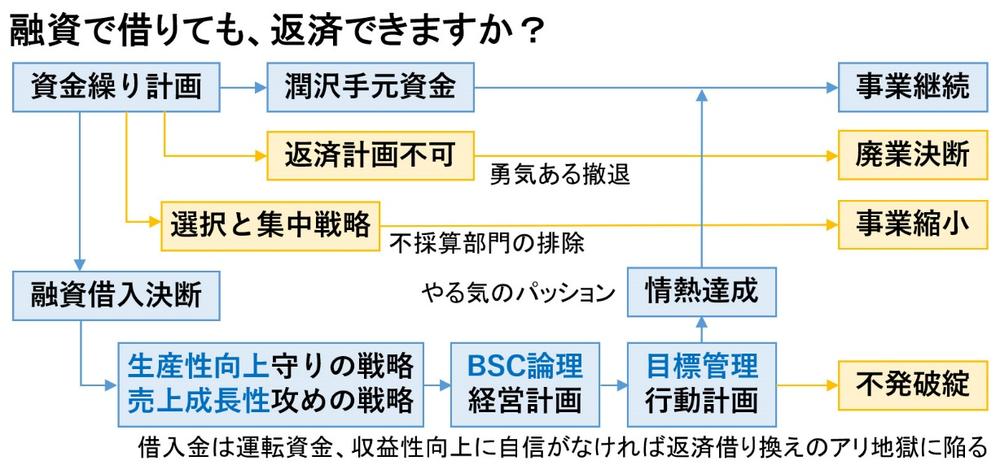 融資で借りても、返済できますか？
資金繰り計画
潤沢手元資金
事業継続
返済計画不可
勇気ある撤退
廃業決断
選択と集中戦略
不採算部門の排除
事業縮小
融資借入決断
やる気のパッション
情熱達成
生産性向上守りの戦略
売上成長性攻めの戦略
BSC論理
経営計画
目標管理
行動計画
不発破綻
借入金は運転資金、収益性向上に自信がなければ返済借り換えのアリ地獄に陥る